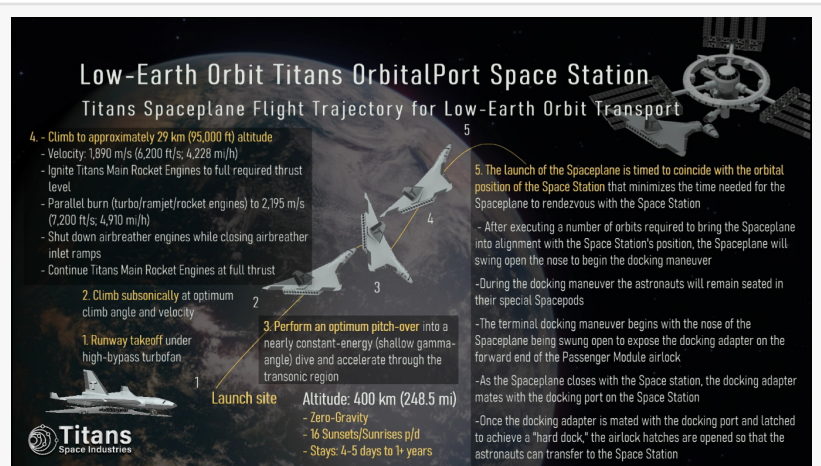 Low-Earth Orbit Titans OrbitalPort Space Station
Titans Spaceplane Flight Trajectory for Low-Earth Orbit Transport
4. - Climb to approximately 29 km (95,000 ft) altitude
- Velocity: 1,890 m/s (6,200 ft/s; 4,228 mi/h)
- Ignite Titans Main Rocket Engines to full required thrust
level
- Parallel burn (turbo/ramjet/rocket engines) to 2,195 m/s
(7,200 ft/s; 4,910 mi/h)
- Shut down airbreather engines while closing airbreather
inlet ramps
- Continue Titans Main Rocket Engines at full thrust
2. Climb subsonically at optimum
climb angle and velocity
1. Runway takeoff under
high-bypass turbofan
1
Launch site
2
3
4
5
3. Perform an optimum pitch-over into a
nearly constant-energy (shallow gamma-
angle) dive and accelerate through the
transonic region
Altitude: 400 km (248.5 mi)
- Zero-Gravity
- 16 Sunsets/Sunrises p/d
- Stays: 4-5 days to 1+ years
5. The launch of the Spaceplane is timed to coincide with the orbital
position of the Space Station that minimizes the time needed for the
Spaceplane to rendezvous with the Space Station
- After executing a number of orbits required to bring the Spaceplane
into alignment with the Space Station's position, the Spaceplane will
swing open the nose to begin the docking maneuver
-During the docking maneuver the astronauts will remain seated in
their special Spacepods
-The terminal docking maneuver begins with the nose of the
Spaceplane being swung open to expose the docking adapter on the
forward end of the Passenger Module airlock
-As the Spaceplane closes with the Space station, the docking adapter
mates with the docking port on the Space Station
-Once the docking adapter is mated with the docking port and latched
to achieve a "hard dock," the airlock hatches are opened so that the
astronauts can transfer to the Space Station
Titans
Space Industries